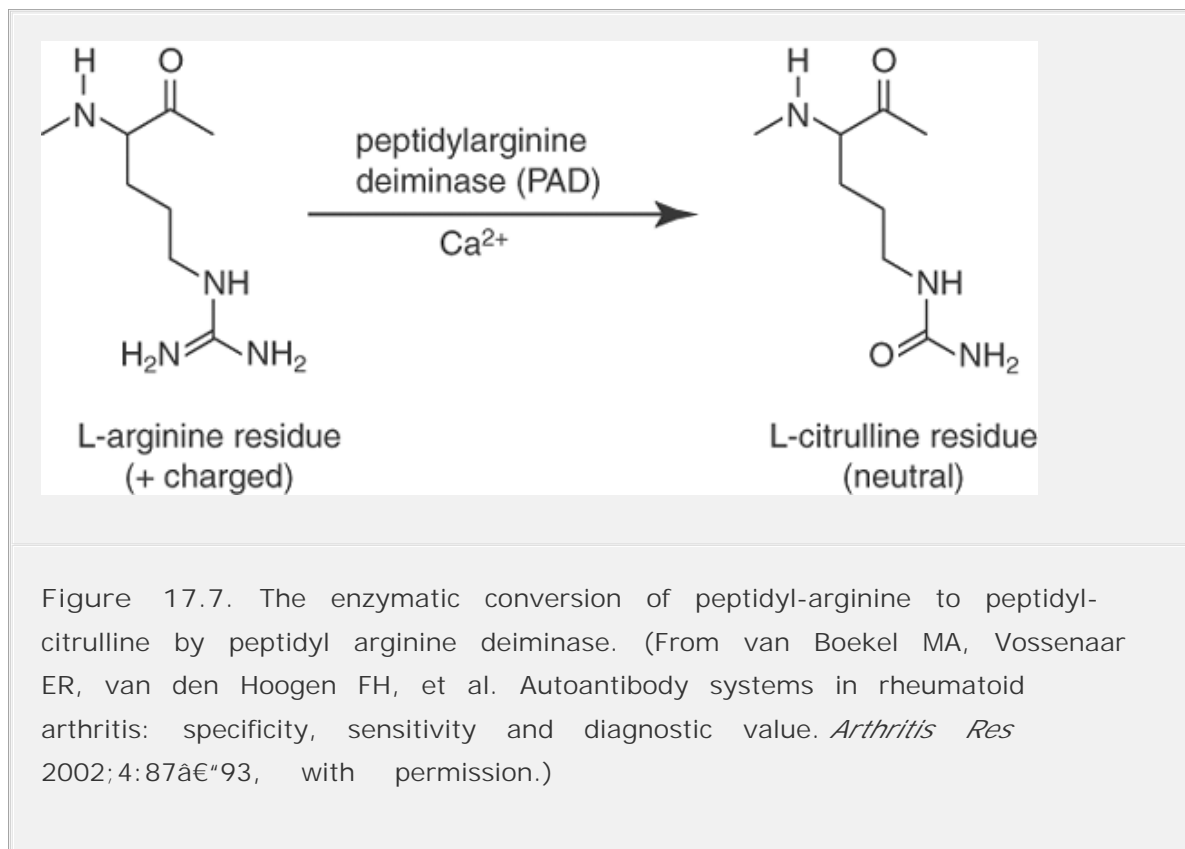 H O H O
N N
peptidylarginine
deiminase (PAD)
Ca2+
NH NH
H2N NH2 O NH2
L-arginine residue L-citrulline residue
(+ charged) (neutral)
Figure 17.7. The enzymatic conversion of peptidyl-arginine to peptidyl-
citrulline by peptidyl arginine deiminase. (From van Boekel MA, Vossenaar
ER, van den Hoogen FH, et al. Autoantibody systems in rheumatoid
arthritis: specificity, sensitivity and diagnostic value. Arthritis Res
2002;4:87â€“93, with permission.)